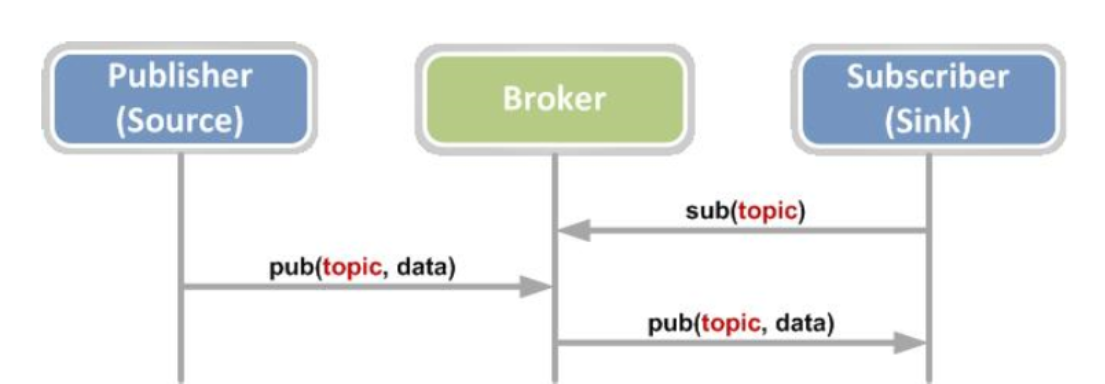 Publisher
(Source)
Broker
Subscriber
(Sink)
sub(topic)
pub(topic, data)
pub(topic, data)